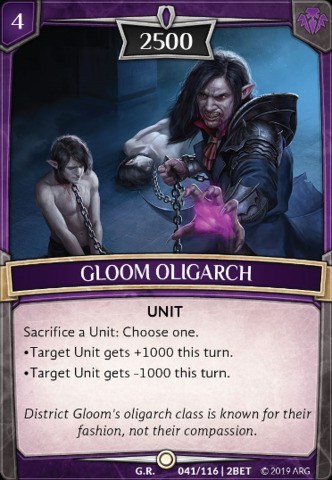 4
2500
GLOOM OLIGARCH
UNIT
Sacrifice a Unit: Choose one.
•Target Unit gets +1000 this turn.
•Target Unit gets -1000 this turn.
District Gloom's oligarch class is known for their
fashion, not their compassion.
G.R. 041/116 | 2BET © 2019 ARG